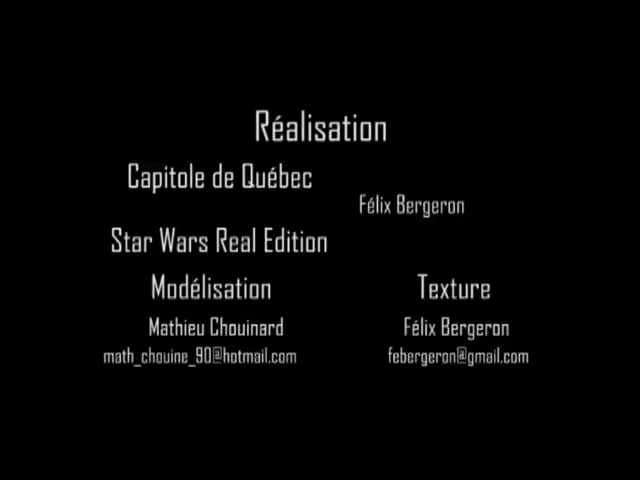 Réalisation
Capitole de Québec
Félix Bergeron
Star Wars Real Edition
Modélisation
Texture
Mathieu Chouinard
Félix Bergeron
math_chouine_90@hotmail.com
febergeron@gmail.com